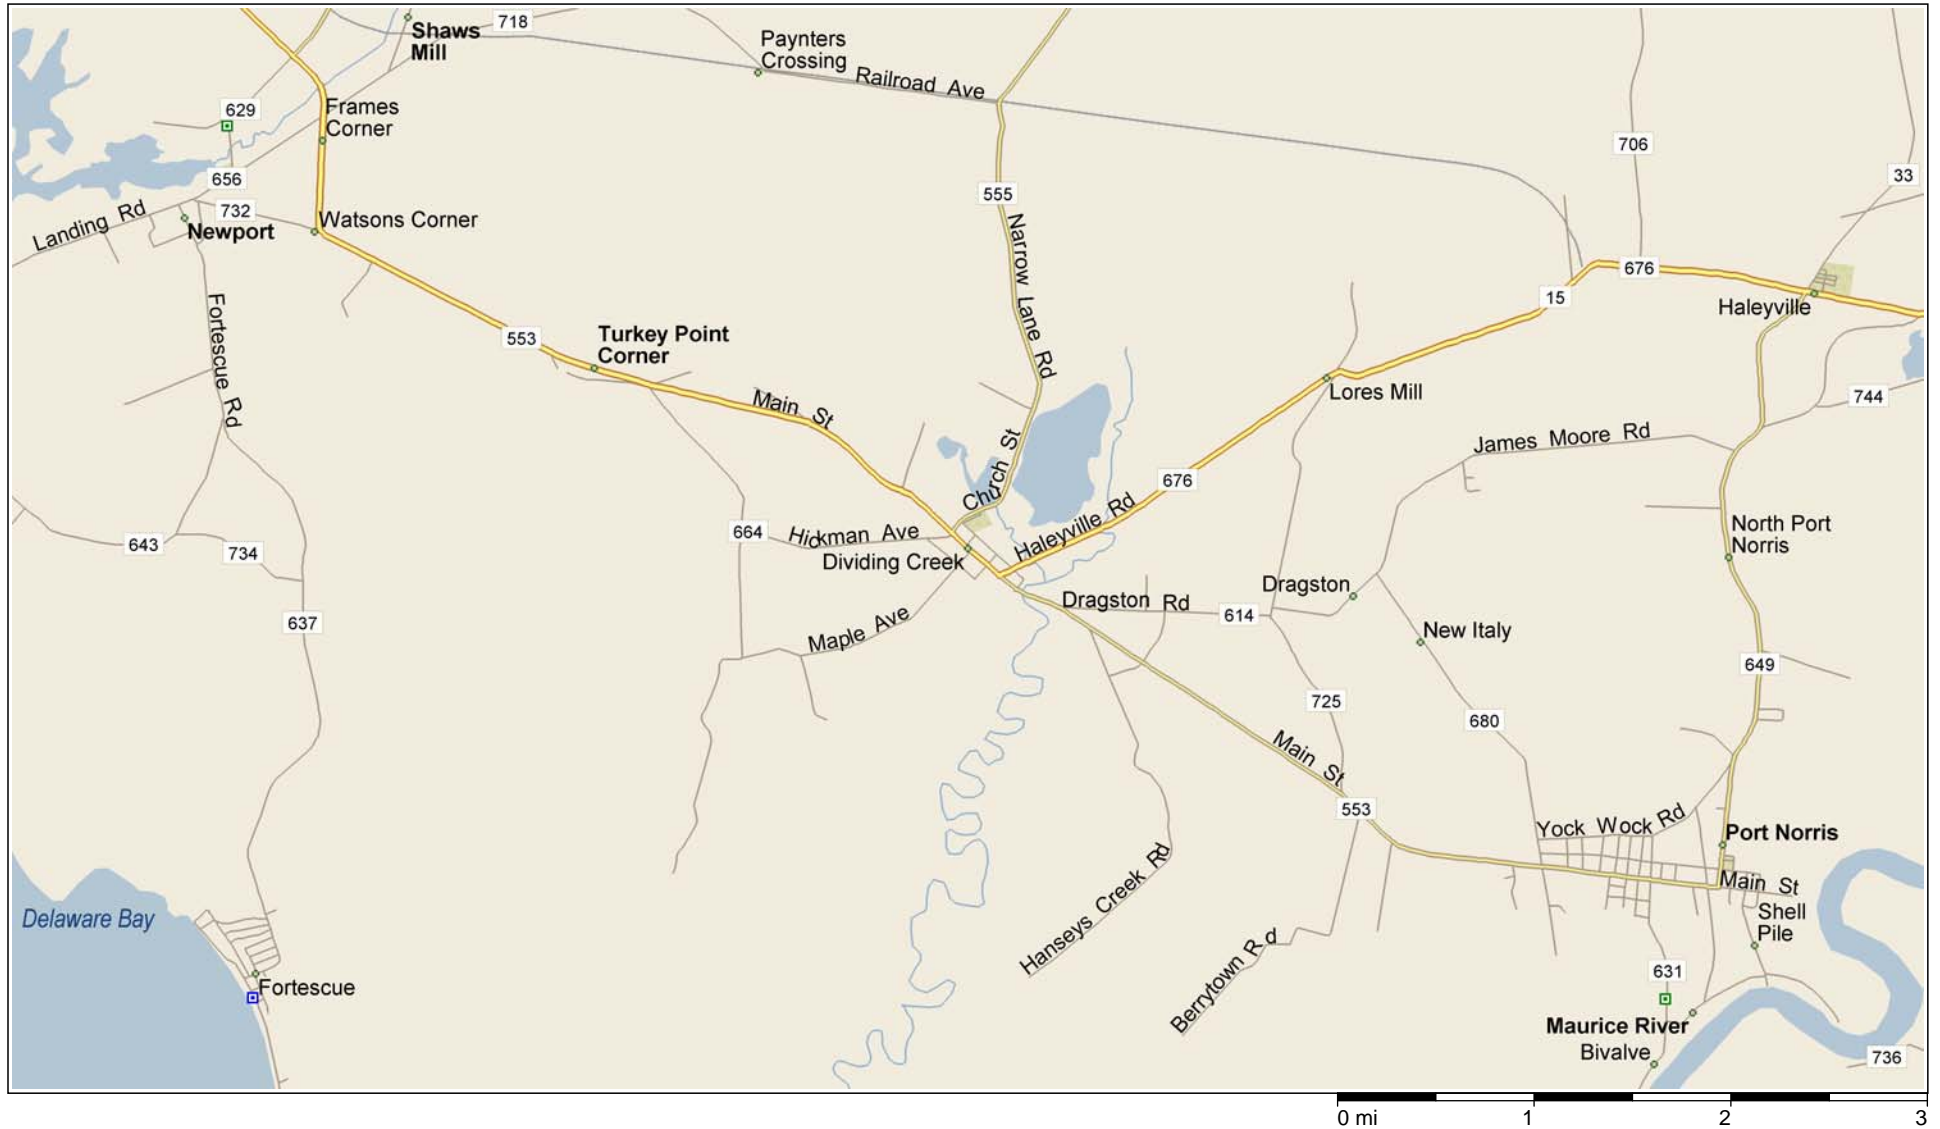 718
Shaws
Mill
Paynters
Crossing
Railroad Ave
629
Frames
Corner
706
33
656
555
732
Landing Rd
Newport
Watsons Corner
Narrow Lane Rd
676
15
Haleyville
Fortescue Rd
553
Turkey Point
Corner
Lores Mill
744
Main St
James Moore Rd
Church St
676
Haleyville Rd
664
Hickman Ave
Dividing Creek
North Port
Norris
643
734
Dragston
Dragston Rd
614
637
Maple Ave
New Italy
649
725
680
Main St
553
Yock Wock Rd
Port Norris
Main St
Hanseys Creek Rd
Delaware Bay
Shell
Pile
Berrytown Rd
631
Fortescue
Maurice River
Bivalve
736
0 mi 1 2 3